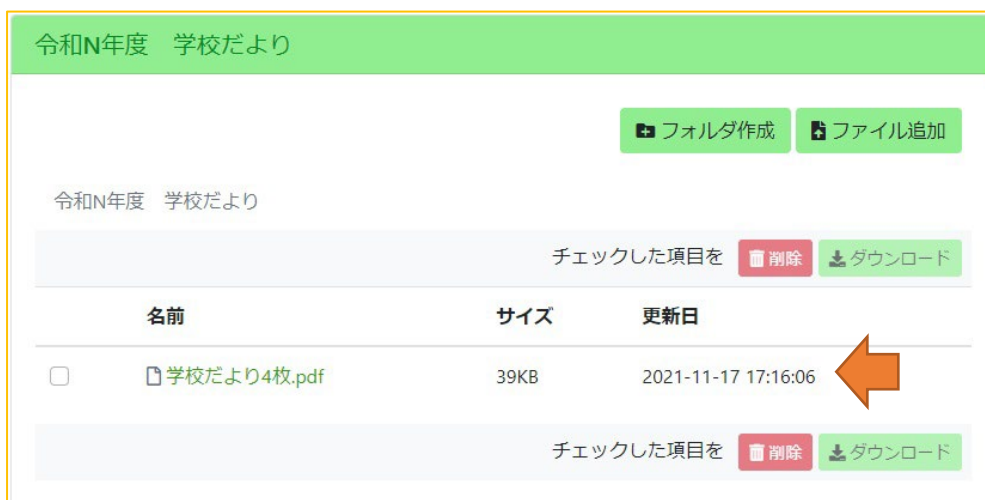 令和N年度　学校だより
フォルダ作成 ファイル追加
令和N年度　学校だより
チェックした項目を 削除 ダウンロード
名前 サイズ 更新日
学校だより4枚.pdf 39KB 2021-11-17 17:16:06
チェックした項目を 削除 ダウンロード